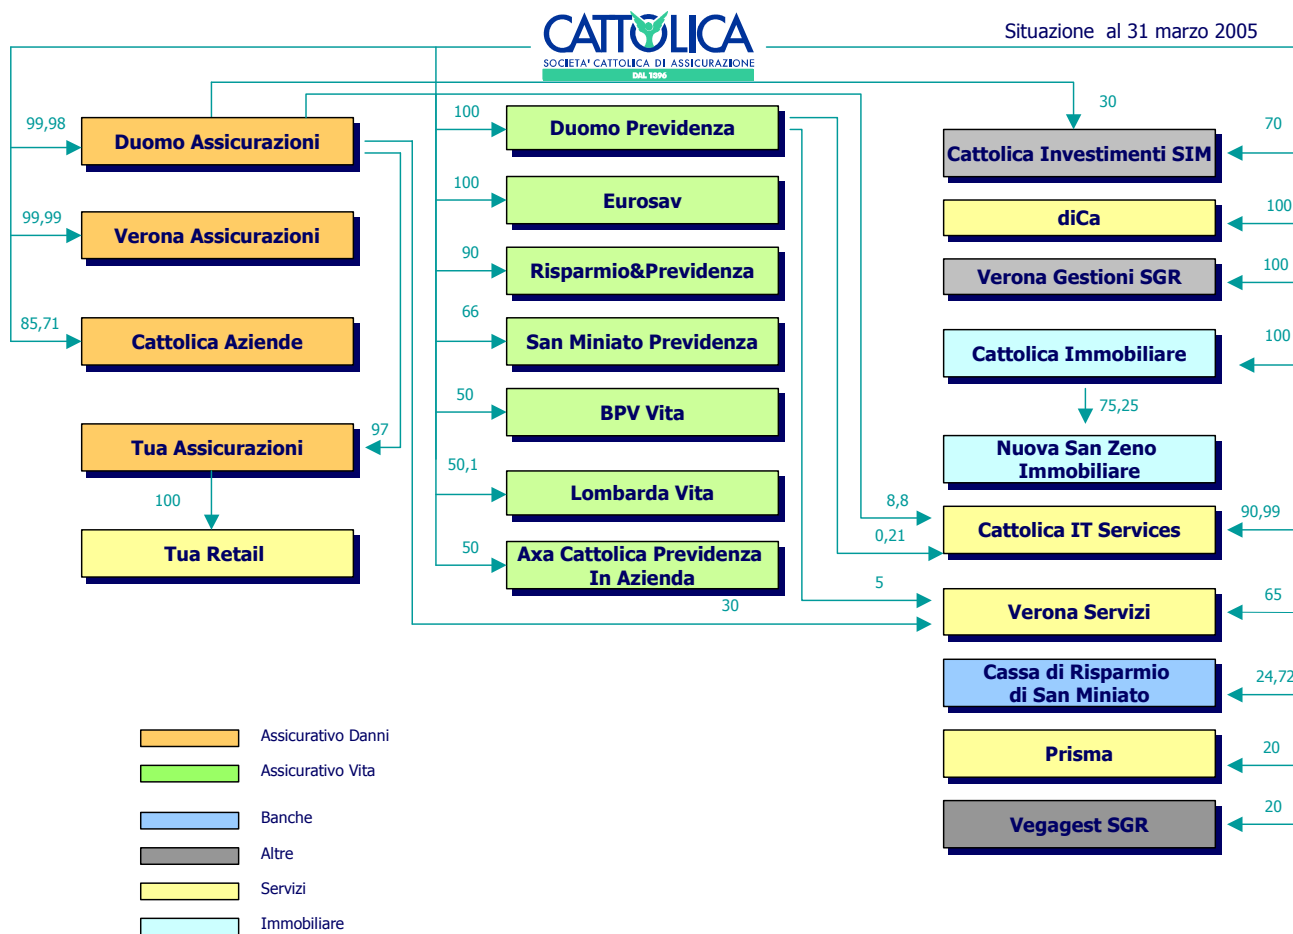 CATTOLICA
SOCIETA' CATTOLICA DI ASSICURAZIONE
DAL 1896
Situazione al 31 marzo 2005
99,98
Duomo Assicurazioni
99,99
Verona Assicurazioni
85,71
Cattolica Aziende
97
Tua Assicurazioni
100
Tua Retail
100
Duomo Previdenza
100
Eurosav
90
Risparmio&Previdenza
66
San Miniato Previdenza
50
BPV Vita
50,1
Lombarda Vita
50
Axa Cattolica Previdenza
In Azienda
30
70
Cattolica Investimenti SIM
100
diCa
100
Verona Gestioni SGR
100
Cattolica Immobiliare
75,25
Nuova San Zeno
Immobiliare
8,8
90,99
Cattolica IT Services
0,21
5
30
65
Verona Servizi
24,72
Cassa di Risparmio
di San Miniato
20
Prisma
20
Vegagest SGR
Assicurativo Danni
Assicurativo Vita
Banche
Altre
Servizi
Immobiliare